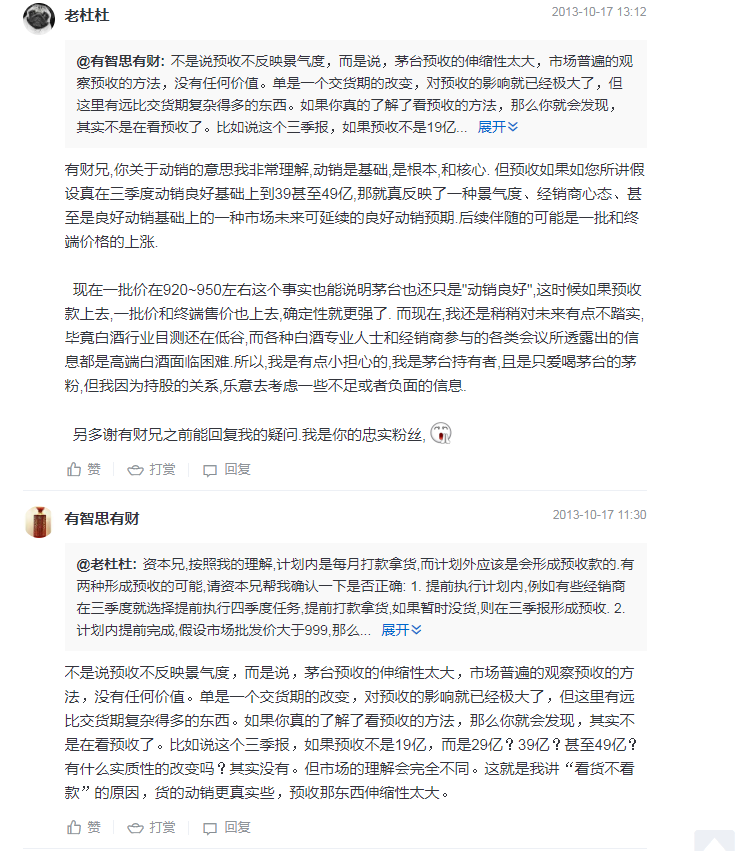 老杜杜
2013-10-17 13:12
@有智思有财: 不是说预收不反映景气度，而是说，茅台预收的伸缩性太大，市场普遍的观
察预收的方法，没有任何价值。单是一个交货期的改变，对预收的影响就已经极大了，但
这里有远比交货期复杂得多的东西。如果你真的了解了看预收的方法，那么你就会发现，
其实不是在看预收了。比如说这个三季报，如果预收不是19亿... 展开
有财兄,你关于动销的意思我非常理解,动销是基础,是根本,和核心. 但预收如果如您所讲假
设真在三季度动销良好基础上到39甚至49亿,那就真反映了一种景气度、经销商心态、甚
至是良好动销基础上的一种市场未来可延续的良好动销预期.后续伴随的可能是一批和终
端价格的上涨.
现在一批价在920~950左右这个事实也能说明茅台也还只是"动销良好",这时候如果预收
款上去,一批价和终端售价也上去,确定性就更强了. 而现在,我还是稍稍对未来有点不踏实,
毕竟白酒行业目测还在低谷,而各种白酒专业人士和经销商参与的各类会议所透露出的信
息都是高端白酒面临困难.所以,我是有点小担心的,我是茅台持有者,且是只爱喝茅台的茅
粉,但我因为持股的关系,乐意去考虑一些不足或者负面的信息.
另多谢有财兄之前能回复我的疑问.我是你的忠实粉丝,
赞 打赏 回复
有智思有财
2013-10-17 11:30
@老杜杜: 资本兄,按照我的理解,计划内是每月打款拿货,而计划外应该是会形成预收款的.有
两种形成预收的可能,请资本兄帮我确认一下是否正确: 1. 提前执行计划内,例如有些经销商
在三季度就选择提前执行四季度任务,提前打款拿货,如果暂时没货,则在三季报形成预收. 2.
计划内提前完成,假设市场批发价大于999,那么... 展开
不是说预收不反映景气度，而是说，茅台预收的伸缩性太大，市场普遍的观察预收的方
法，没有任何价值。单是一个交货期的改变，对预收的影响就已经极大了，但这里有远
比交货期复杂得多的东西。如果你真的了解了看预收的方法，那么你就会发现，其实不
是在看预收了。比如说这个三季报，如果预收不是19亿，而是29亿？39亿？甚至49亿？
有什么实质性的改变吗？其实没有。但市场的理解会完全不同。这就是我讲“看货不看
款”的原因，货的动销更真实些，预收那东西伸缩性太大。
赞 打赏 回复